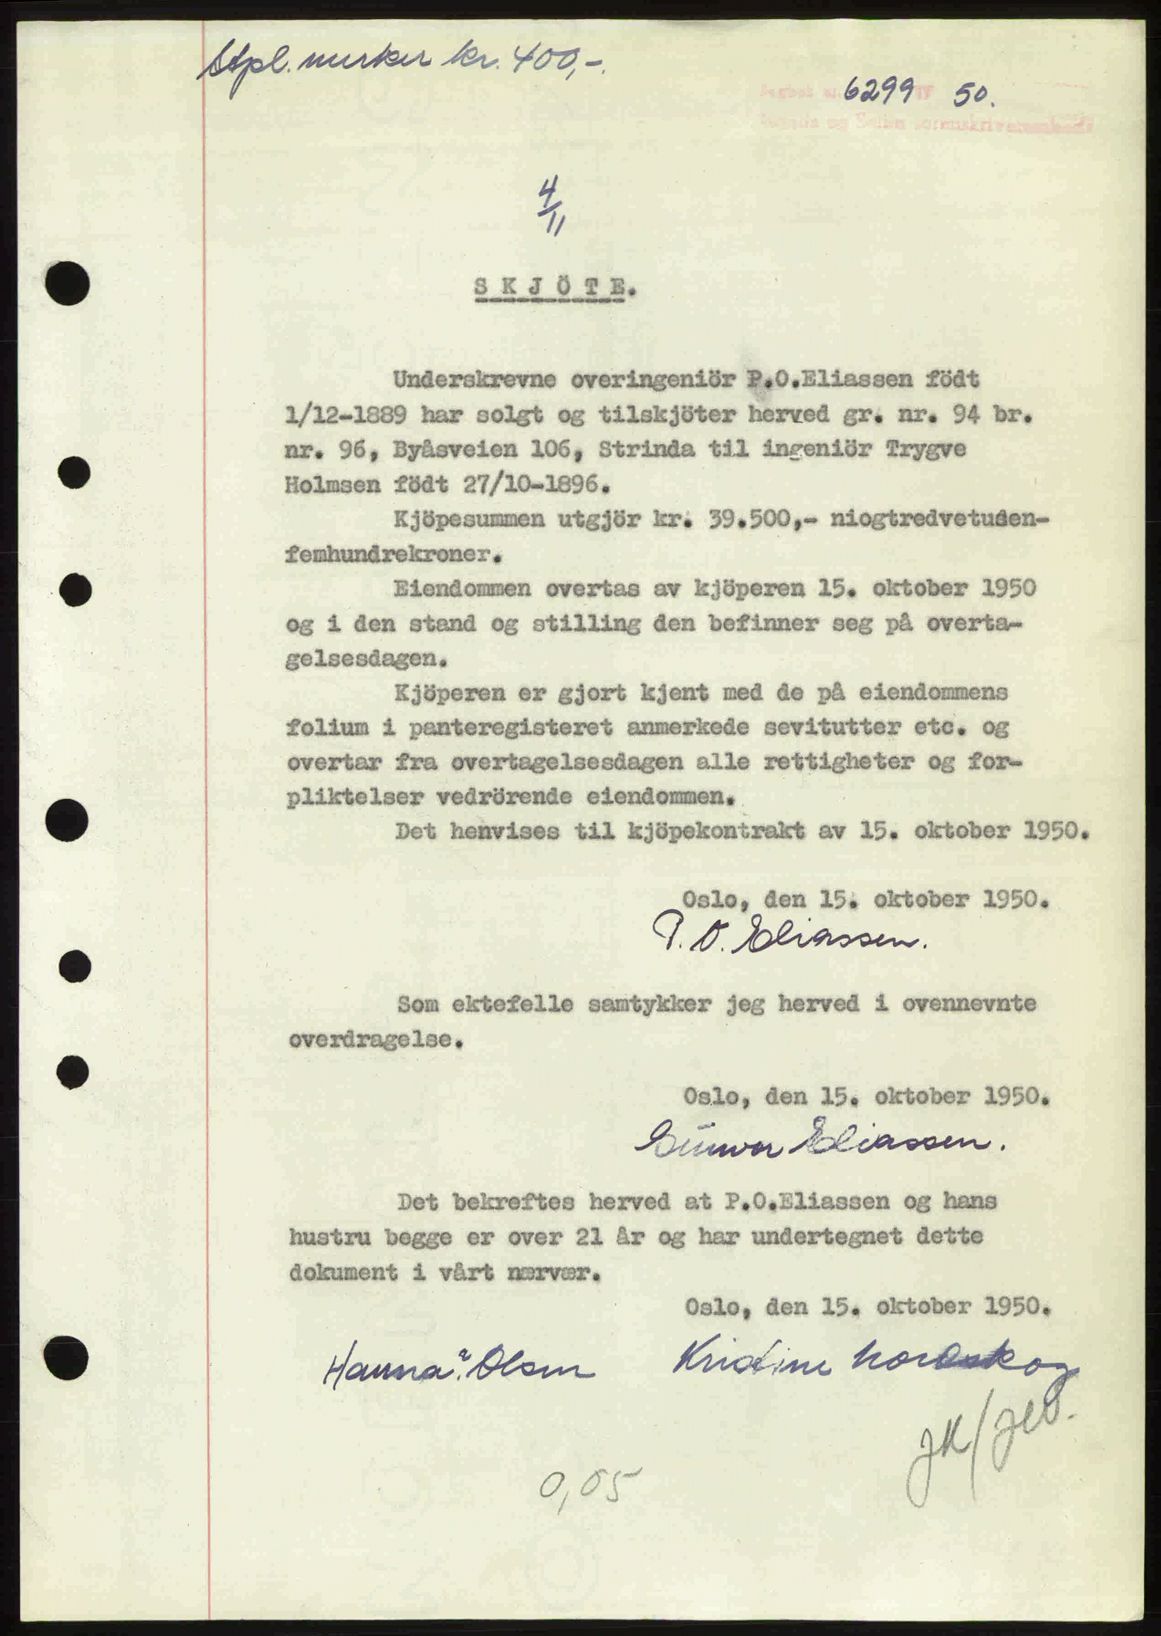 Stpl. merker kr. 400,-.
6299 50.
4/11
SKJÖTE.
Underskrevne overingeniör P.O.Eliassen födt
1/12-1889 har solgt og tilskjöter herved gr. nr. 94 br.
nr. 96, Byåsveien 106, Strinda til ingeniör Trygve
Holmsen födt 27/10-1896.
Kjöpesummen utgjör kr. 39.500,- niogtredvetusen-
femhundrekroner.
Eiendommen overtas av kjöperen 15. oktober 1950
og i den stand og stilling den befinner seg på overta-
gelsesdagen.
Kjöperen er gjort kjent med de på eiendommens
folium i panteregisteret anmerkede sevitutter etc. og
overtar fra overtagelsesdagen alle rettigheter og for-
pliktelser vedrörende eiendommen.
Det henvises til kjöpekontrakt av 15. oktober 1950.
Oslo, den 15. oktober 1950.
P. O. Eliassen.
Som ektefelle samtykker jeg herved i ovennevnte
overdragelse.
Oslo, den 15. oktober 1950.
Gunvor Eliassen.
Det bekreftes herved at P.O.Eliassen og hans
hustru begge er over 21 år og har undertegnet dette
dokument i vårt nærvær.
Oslo, den 15. oktober 1950.
Hanna Olsen Kristine Nordskog
0,05